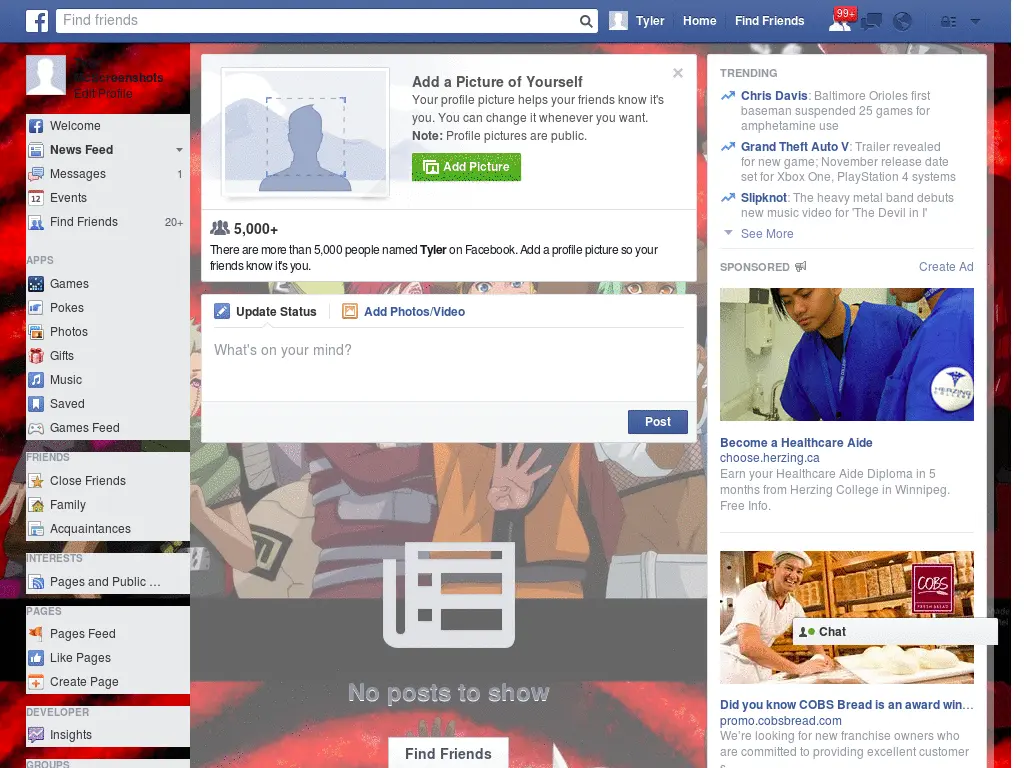 Find friends
Tyler
Home
Find Friends
99+
Screenshots
Edit Profile
Welcome
News Feed
Messages 1
12 Events
Find Friends 20+
APPS
Games
Pokes
Photos
Gifts
Music
Saved
Games Feed
FRIENDS
Close Friends
Family
Acquaintances
INTERESTS
Pages and Public ...
PAGES
Pages Feed
Like Pages
Create Page
DEVELOPER
Insights
GROUPS
Add a Picture of Yourself
Your profile picture helps your friends know it's
you. You can change it whenever you want.
Note: Profile pictures are public.
Add Picture
5,000+
There are more than 5,000 people named Tyler on Facebook. Add a profile picture so your
friends know it's you.
Update Status
Add Photos/Video
What's on your mind?
Post
No posts to show
Find Friends
TRENDING
Chris Davis: Baltimore Orioles first
baseman suspended 25 games for
amphetamine use
Grand Theft Auto V: Trailer revealed
for new game; November release date
set for Xbox One, PlayStation 4 systems
Slipknot: The heavy metal band debuts
new music video for 'The Devil in I'
See More
SPONSORED
Create Ad
HERZING
COLLEGE
Become a Healthcare Aide
choose.herzing.ca
Earn your Healthcare Aide Diploma in 5
months from Herzing College in Winnipeg.
Free Info.
COBS
FRESH BREAD
Chat
Did you know COBS Bread is an award win...
promo.cobsbread.com
We're looking for new franchise owners who
are committed to providing excellent customer